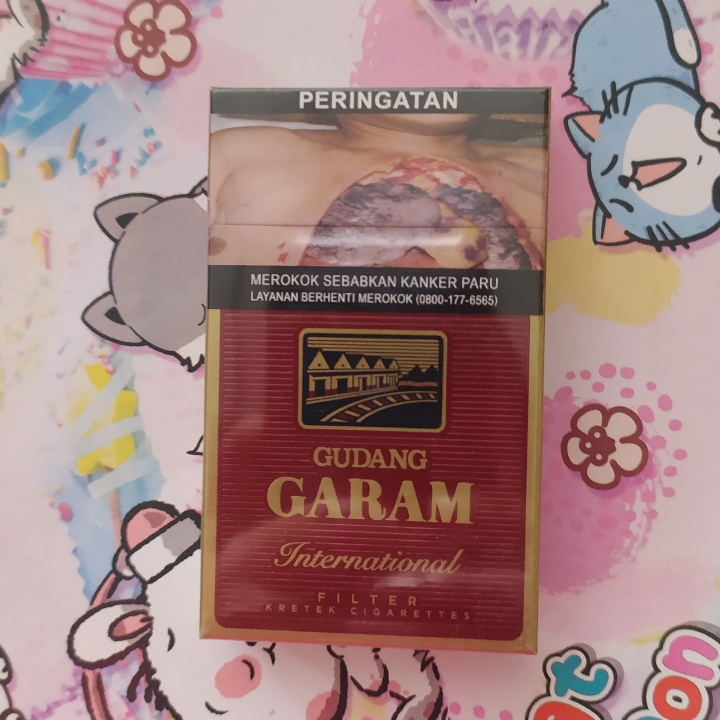 PERINGATAN
MEROKOK SEBABKAN KANKER PARU
LAYANAN BERHENTI MEROKOK (0800-177-6565)
GUDANG
GARAM
International
FILTER
KRETEK CIGARETTES